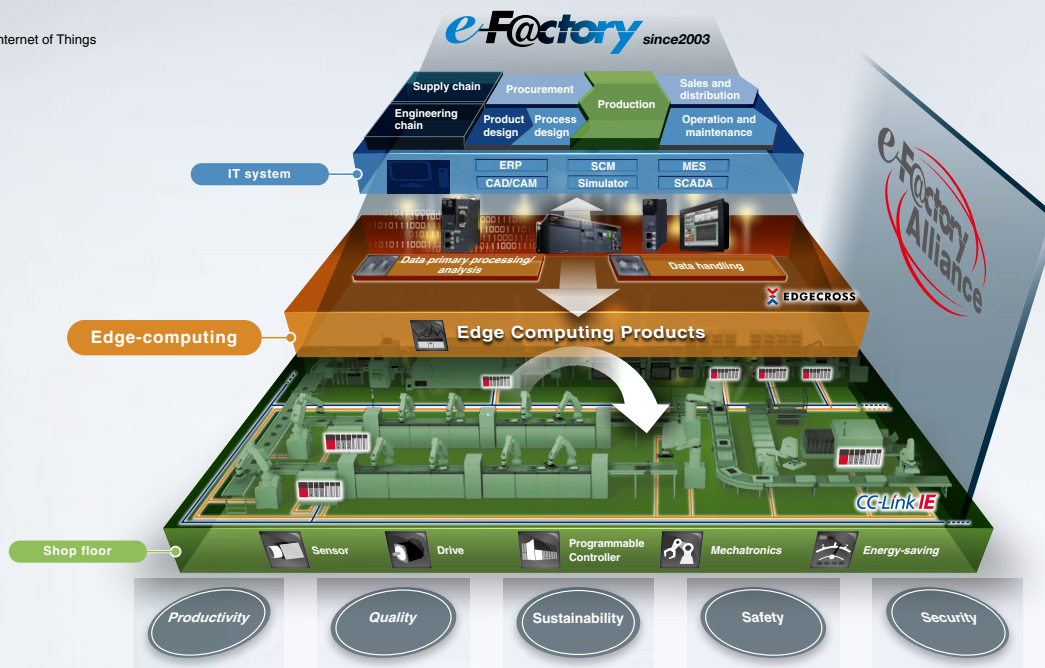 nternet of Things
e-F@ctory since2003
Supply chain
Procurement
Production
Sales and
distribution
Engineering
chain
Product
design
Process
design
Operation and
maintenance
IT system
ERP
SCM
MES
CAD/CAM
Simulator
SCADA
Data primary processing/
analysis
Data handling
EDGECROSS
Edge-computing
Edge Computing Products
e-F@ctory
Alliance
CC-Link IE
Shop floor
Sensor
Drive
Programmable
Controller
Mechatronics
Energy-saving
Productivity
Quality
Sustainability
Safety
Security